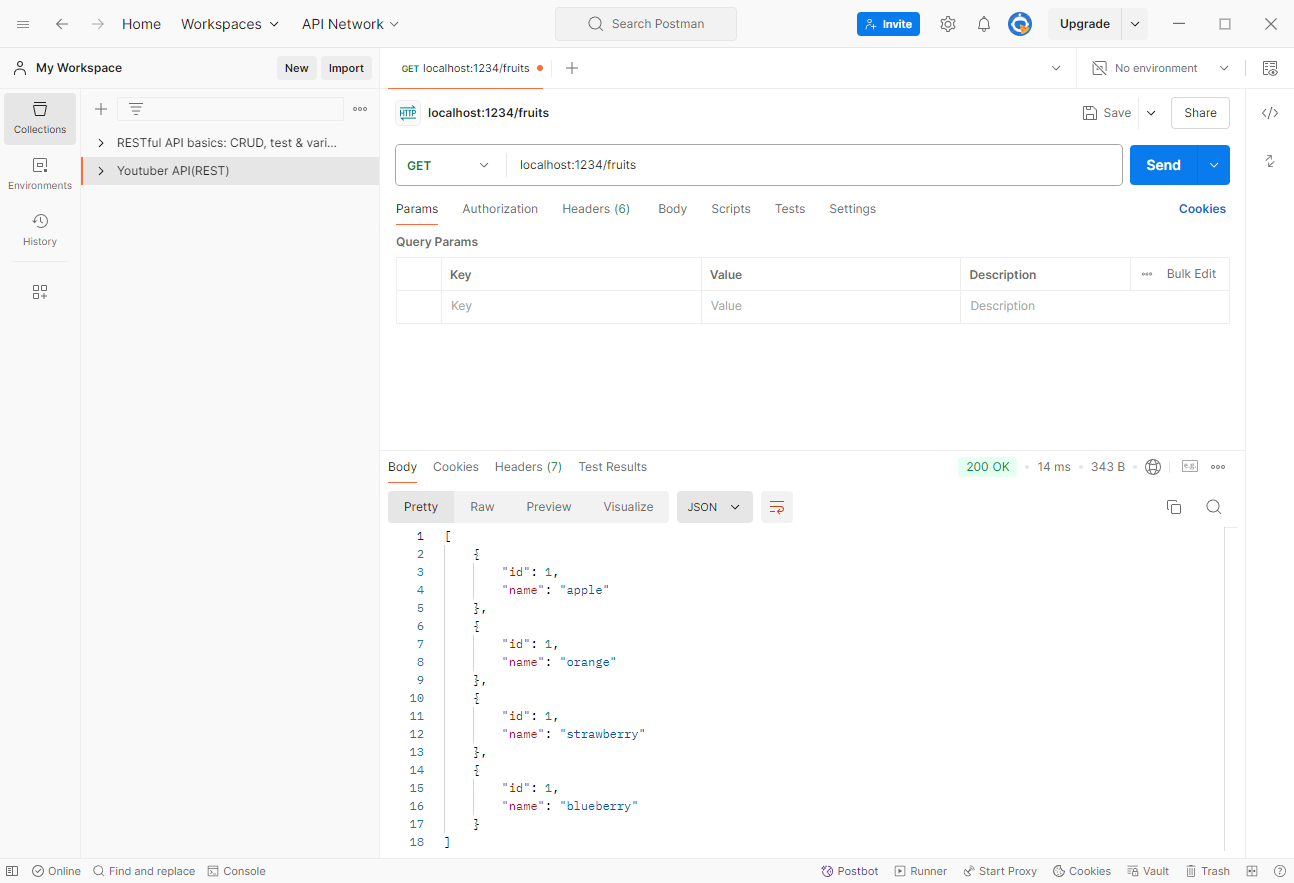 Home Workspaces API Network Search Postman Invite Upgrade
My Workspace New Import GET localhost:1234/fruits No environment
Collections
Environments
History
RESTful API basics: CRUD, test & vari...
Youtuber API(REST)
HTTP localhost:1234/fruits Save Share
GET localhost:1234/fruits Send
Params Authorization Headers (6) Body Scripts Tests Settings Cookies
Query Params
Key Value Description Bulk Edit
Key Value Description
Body Cookies Headers (7) Test Results 200 OK 14 ms 343 B e.g.
Pretty Raw Preview Visualize JSON
1 [
2 {
3 "id": 1,
4 "name": "apple"
5 },
6 {
7 "id": 1,
8 "name": "orange"
9 },
10 {
11 "id": 1,
12 "name": "strawberry"
13 },
14 {
15 "id": 1,
16 "name": "blueberry"
17 }
18 ]
Online Find and replace Console Postbot Runner Start Proxy Cookies Vault Trash